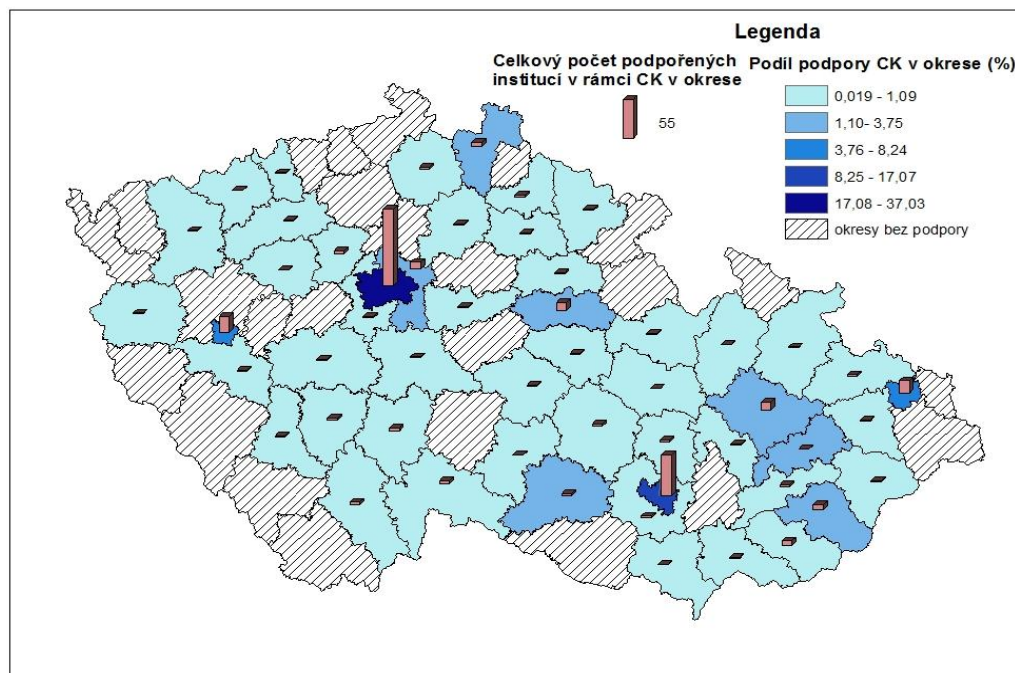 Legenda
Celkový počet podpořených
institucí v rámci CK v okrese
55
Podíl podpory CK v okrese (%)
0,019 - 1,09
1,10- 3,75
3,76 - 8,24
8,25 - 17,07
17,08 - 37,03
okresy bez podpory